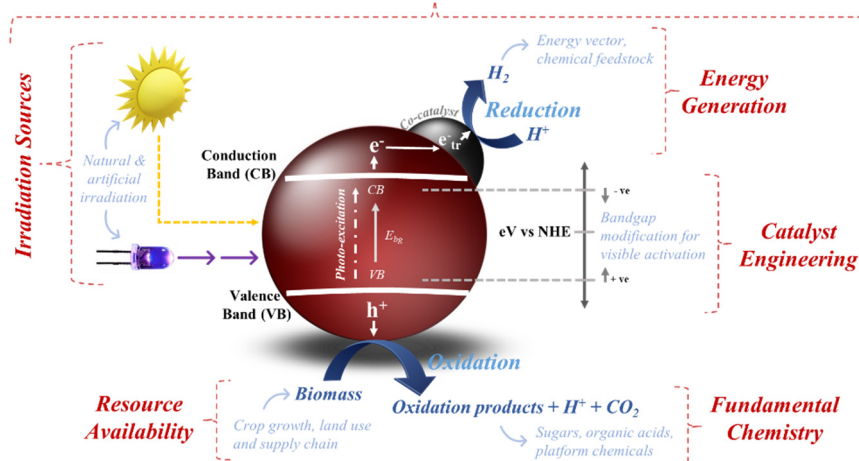 Irradiation Sources
Natural &
artificial
irradiation
Conduction
Band (CB)
Valence
Band (VB)
Photo-excitation
CB
E_bg
VB
e⁻
h⁺
Co-catalyst
e⁻_tr
H₂
Reduction
H⁺
Energy vector,
chemical feedstock
Energy
Generation
eV vs NHE
- ve
Bandgap
modification for
visible activation
+ ve
Catalyst
Engineering
Resource
Availability
Biomass
Crop growth, land use
and supply chain
Oxidation
Oxidation products + H⁺ + CO₂
Sugars, organic acids,
platform chemicals
Fundamental
Chemistry